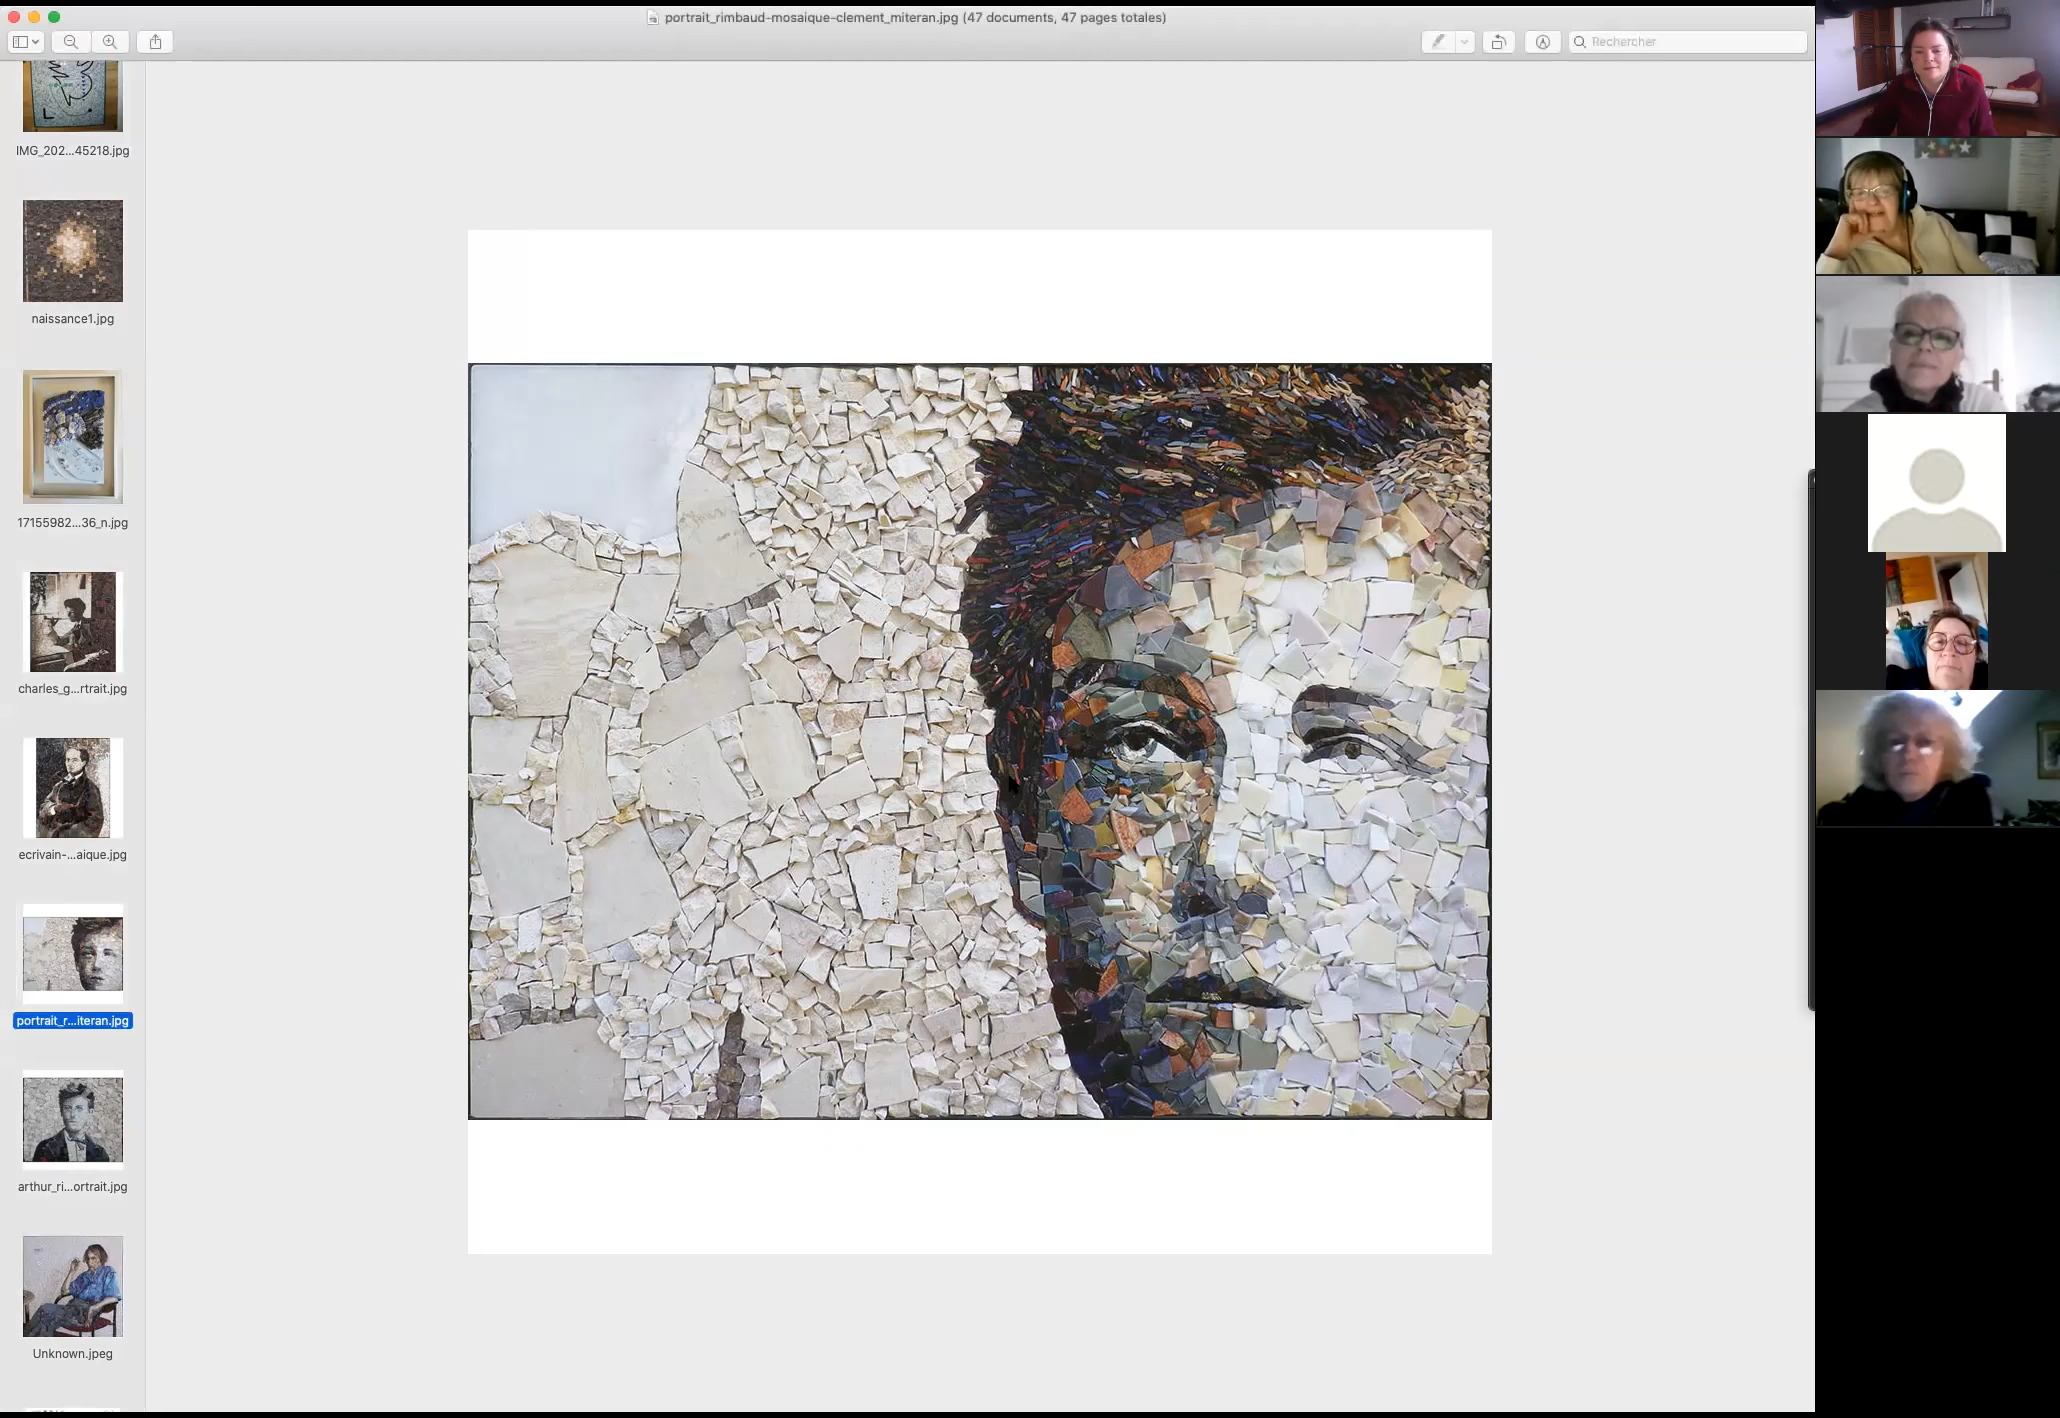 portrait_rimbaud-mosaique-clement_miteran.jpg (47 documents, 47 pages totales)
Rechercher
IMG_202...45218.jpg
naissance1.jpg
17155982...36_n.jpg
charles_g...rtrait.jpg
ecrivain-...aique.jpg
portrait_r...iteran.jpg
arthur_ri...ortrait.jpg
Unknown.jpeg